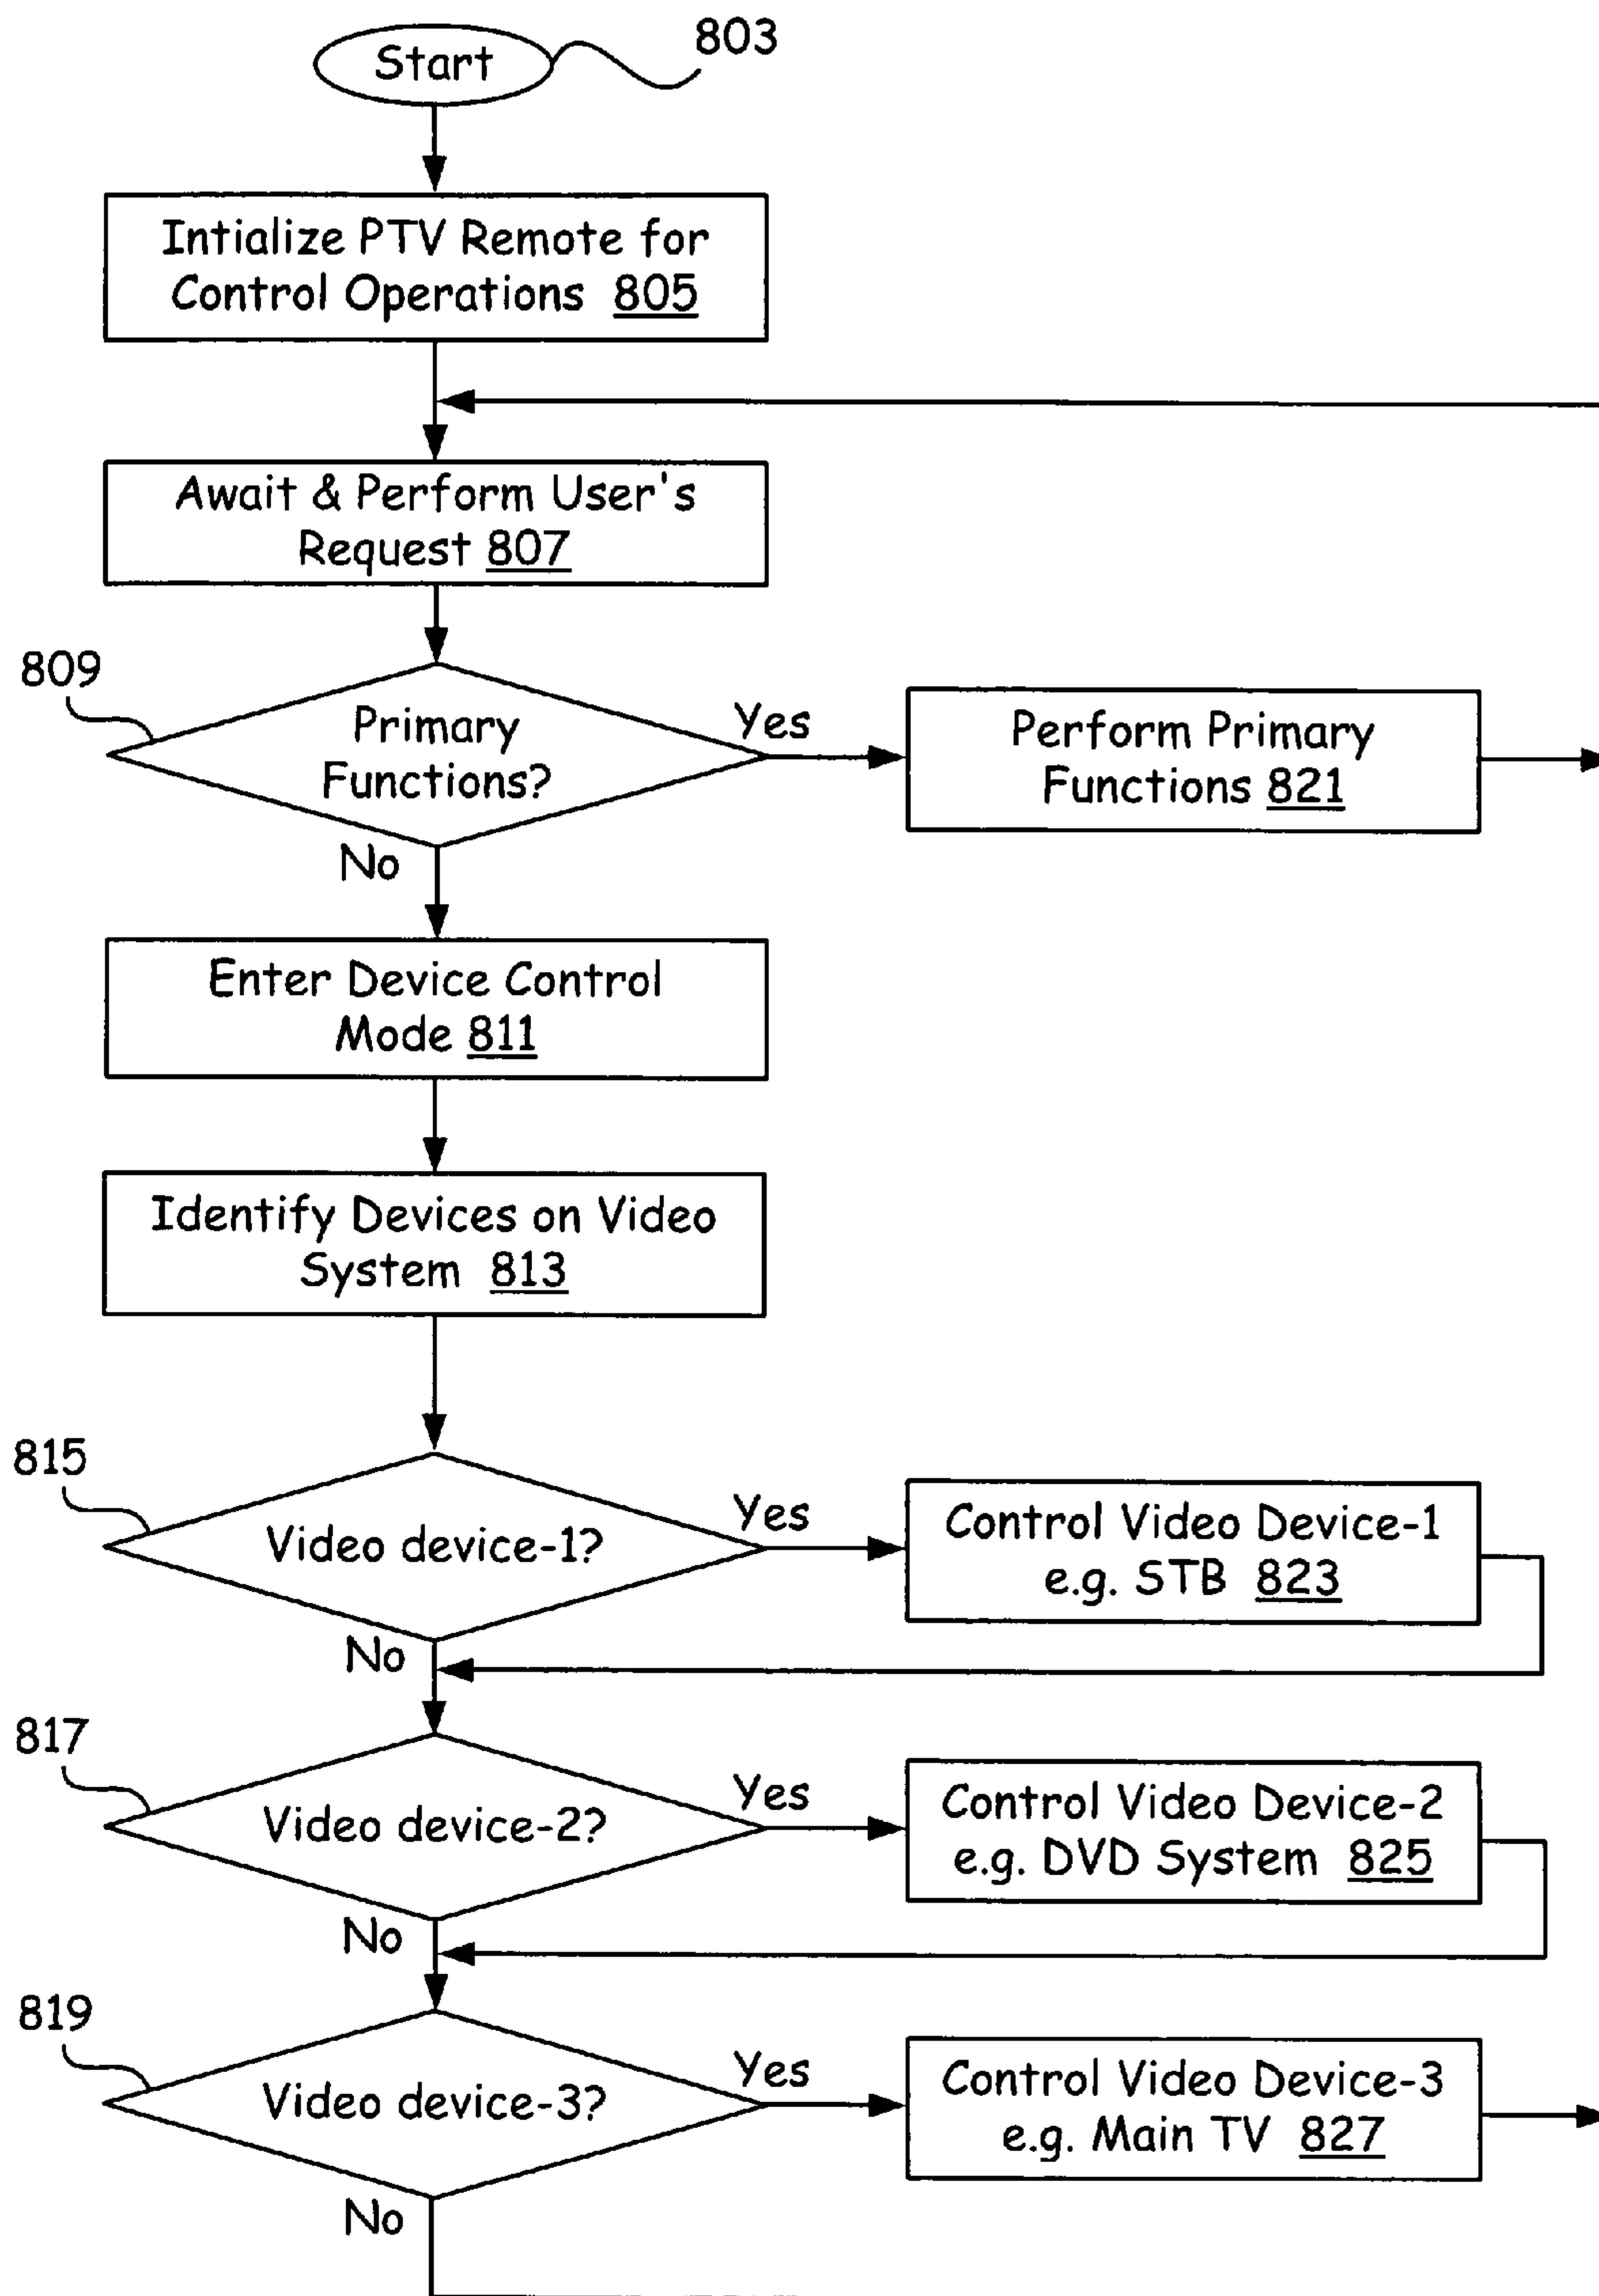 Start
803
Intialize PTV Remote for
Control Operations 805
Await & Perform User's
Request 807
809
Primary
Functions?
Yes
Perform Primary
Functions 821
No
Enter Device Control
Mode 811
Identify Devices on Video
System 813
815
Video device-1?
Yes
Control Video Device-1
e.g. STB 823
No
817
Video device-2?
Yes
Control Video Device-2
e.g. DVD System 825
No
819
Video device-3?
Yes
Control Video Device-3
e.g. Main TV 827
No